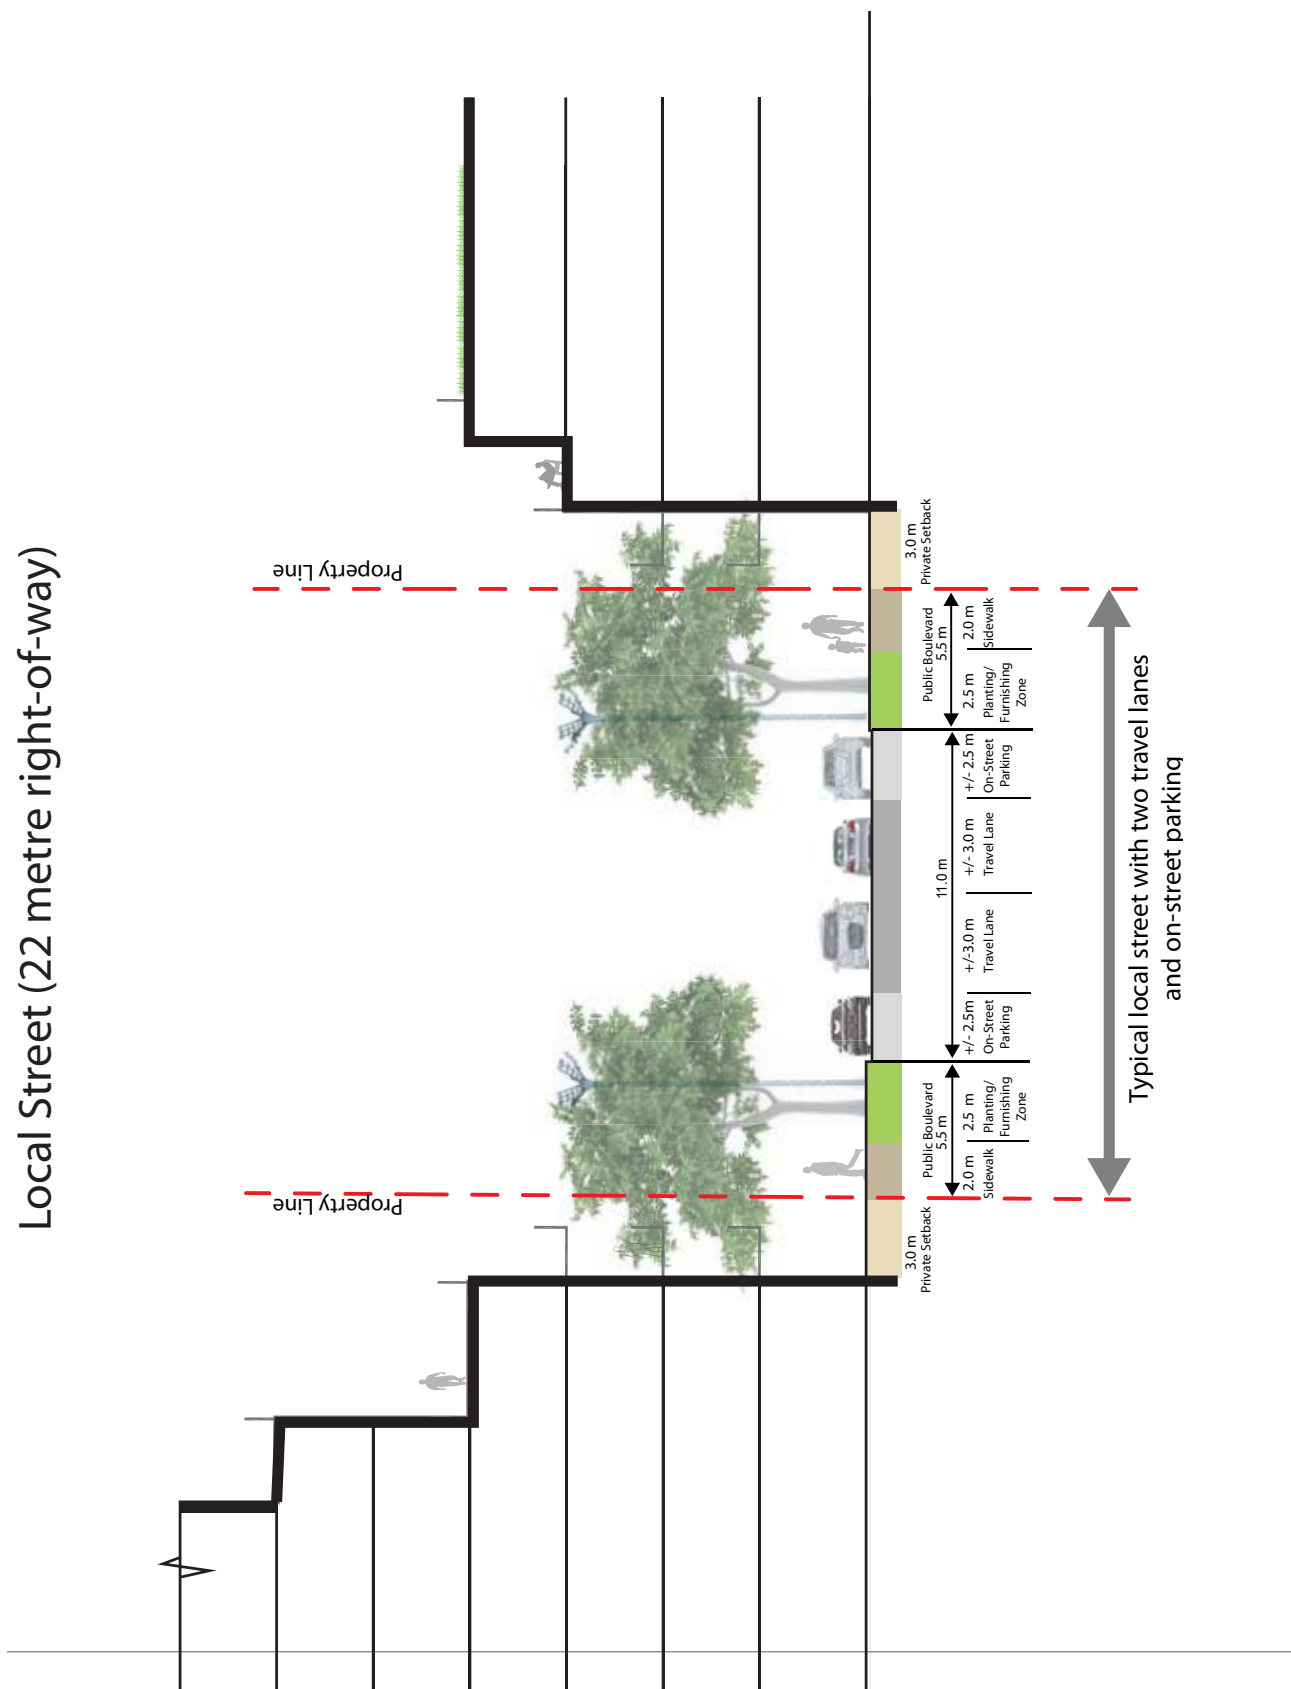 Local Street (22 metre right-of-way)
Property Line
Property Line
3.0 m
Private Setback
Public Boulevard
5.5 m
2.0 m
Sidewalk
2.5 m
Planting/
Furnishing
Zone
11.0 m
+/- 2.5m
On-Street
Parking
+/-3.0 m
Travel Lane
+/- 3.0 m
Travel Lane
+/- 2.5 m
On-Street
Parking
Public Boulevard
5.5 m
2.5 m
Planting/
Furnishing
Zone
2.0 m
Sidewalk
3.0 m
Private Setback
Typical local street with two travel lanes
and on-street parking